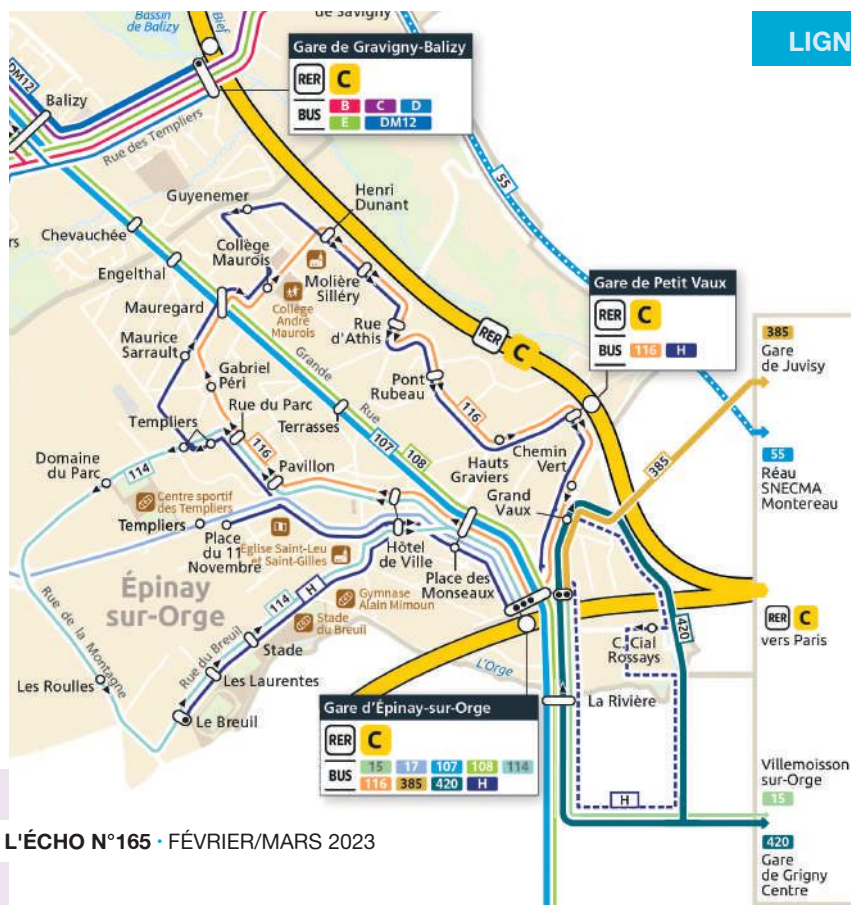 Bassin
de Balizy
Bief
de Savigny
LIGN
Gare de Gravigny-Balizy
RER C
BUS B C D
E DM12
DM12
Balizy
Rue des Templiers
55
Guyenemer
Henri
Dunant
Chevauchée
Collège
Maurois
Engelthal
Molière
Silléry
Mauregard
Collège
André
Maurois
Rue
d'Athis
RER C
Gare de Petit Vaux
RER C
BUS 116 H
385
Gare
de Juvisy
Maurice
Sarrault
Grande
Rue
Gabriel
Péri
Pont
Rubeau
Rue du Parc
Terrasses
116
107
108
Templiers
116
Chemin
Vert
385
Domaine
du Parc
114
Pavillon
Hauts
Graviers
Grand
Vaux
55
Réau
SNECMA
Montereau
Centre sportif
des Templiers
Templiers
Place
du 11
Novembre
Église Saint-Leu
et Saint-Gilles
Hôtel
de Ville
Place des
Monseaux
Épinay
sur-Orge
114
H
Gymnase
Alain Mimoun
Stade
du Breuil
RER C
vers Paris
420
C. Cial
Rossays
Rue de la Montagne
Rue du Breuil
Stade
L'Orge
Les Roulles
Les Laurentes
La Rivière
Le Breuil
Gare d'Épinay-sur-Orge
RER C
BUS 15 17 107 108 114
116 385 420 H
H
Villemoisson
sur-Orge
15
420
Gare
de Grigny
Centre
L'ÉCHO N°165 · FÉVRIER/MARS 2023